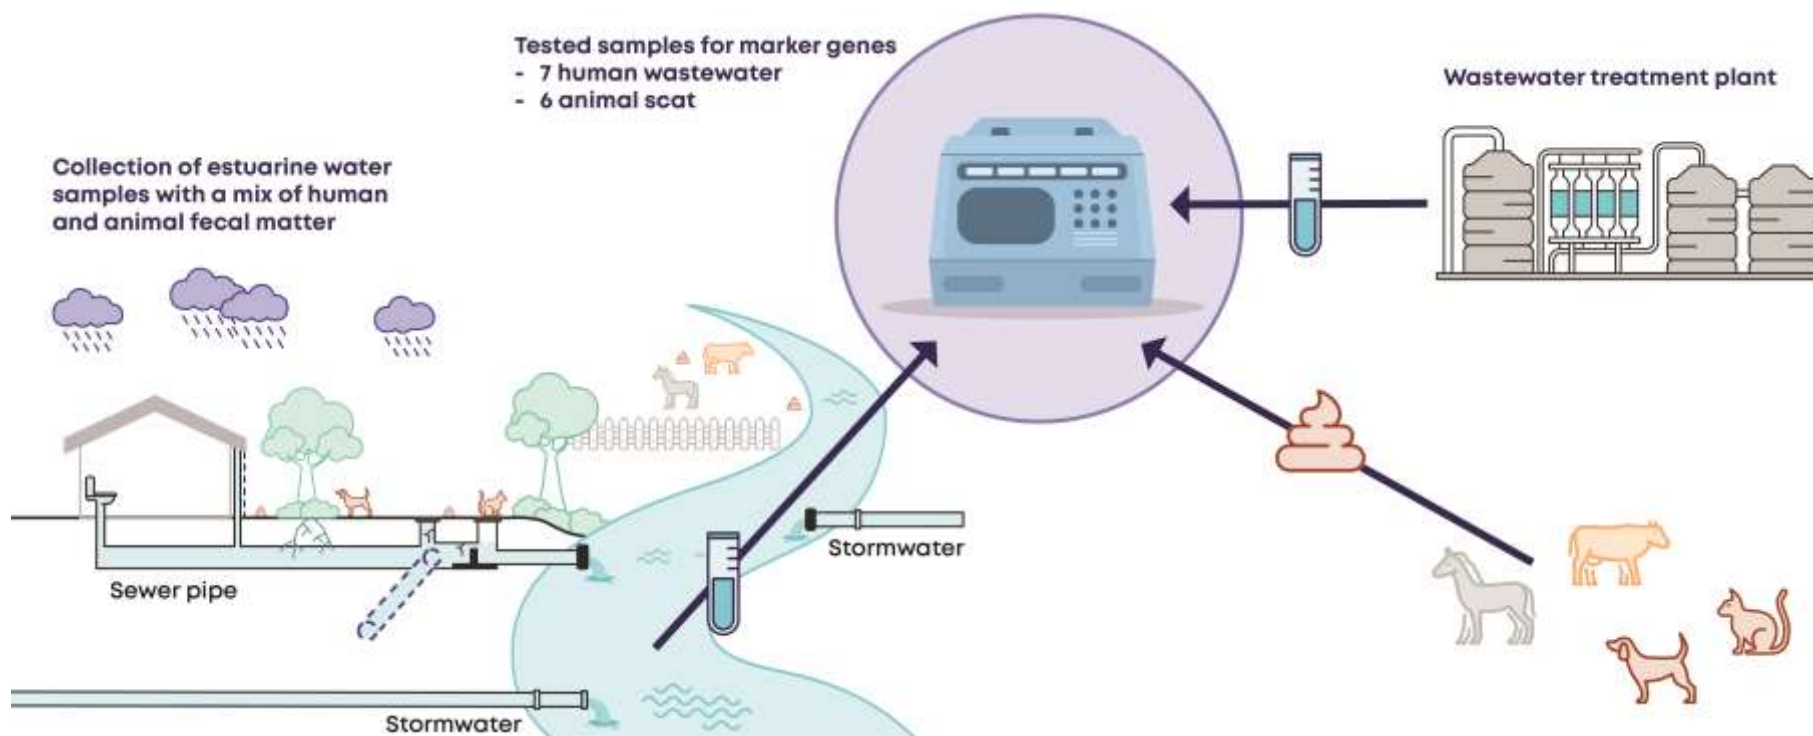 Tested samples for marker genes
- 7 human wastewater
- 6 animal scat
Wastewater treatment plant
Collection of estuarine water
samples with a mix of human
and animal fecal matter
Stormwater
Sewer pipe
Stormwater